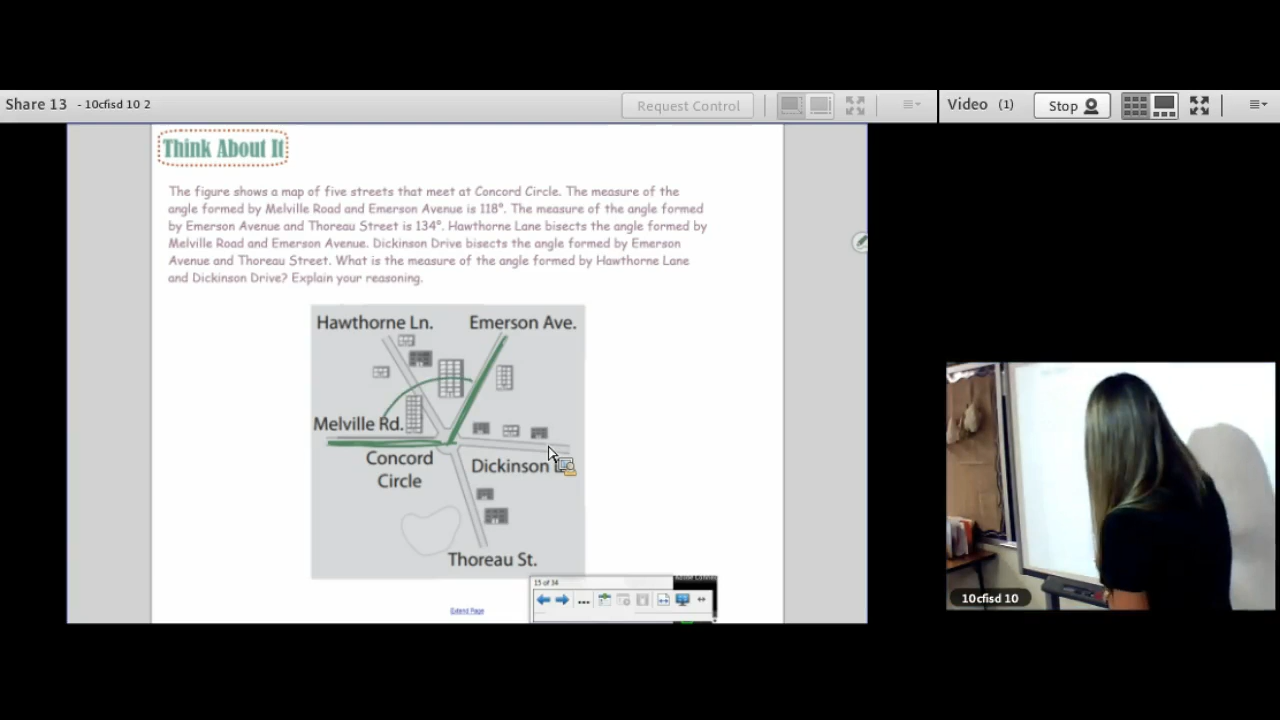 Share 13 - 10cfisd 10 2
Request Control
Video (1)
Stop
Think About It
The figure shows a map of five streets that meet at Concord Circle. The measure of the
angle formed by Melville Road and Emerson Avenue is 118°. The measure of the angle formed
by Emerson Avenue and Thoreau Street is 134°. Hawthorne Lane bisects the angle formed by
Melville Road and Emerson Avenue. Dickinson Drive bisects the angle formed by Emerson
Avenue and Thoreau Street. What is the measure of the angle formed by Hawthorne Lane
and Dickinson Drive? Explain your reasoning.
Hawthorne Ln.
Emerson Ave.
Melville Rd.
Concord
Circle
Dickinson
Thoreau St.
15 of 34
Extend Page
10cfisd 10